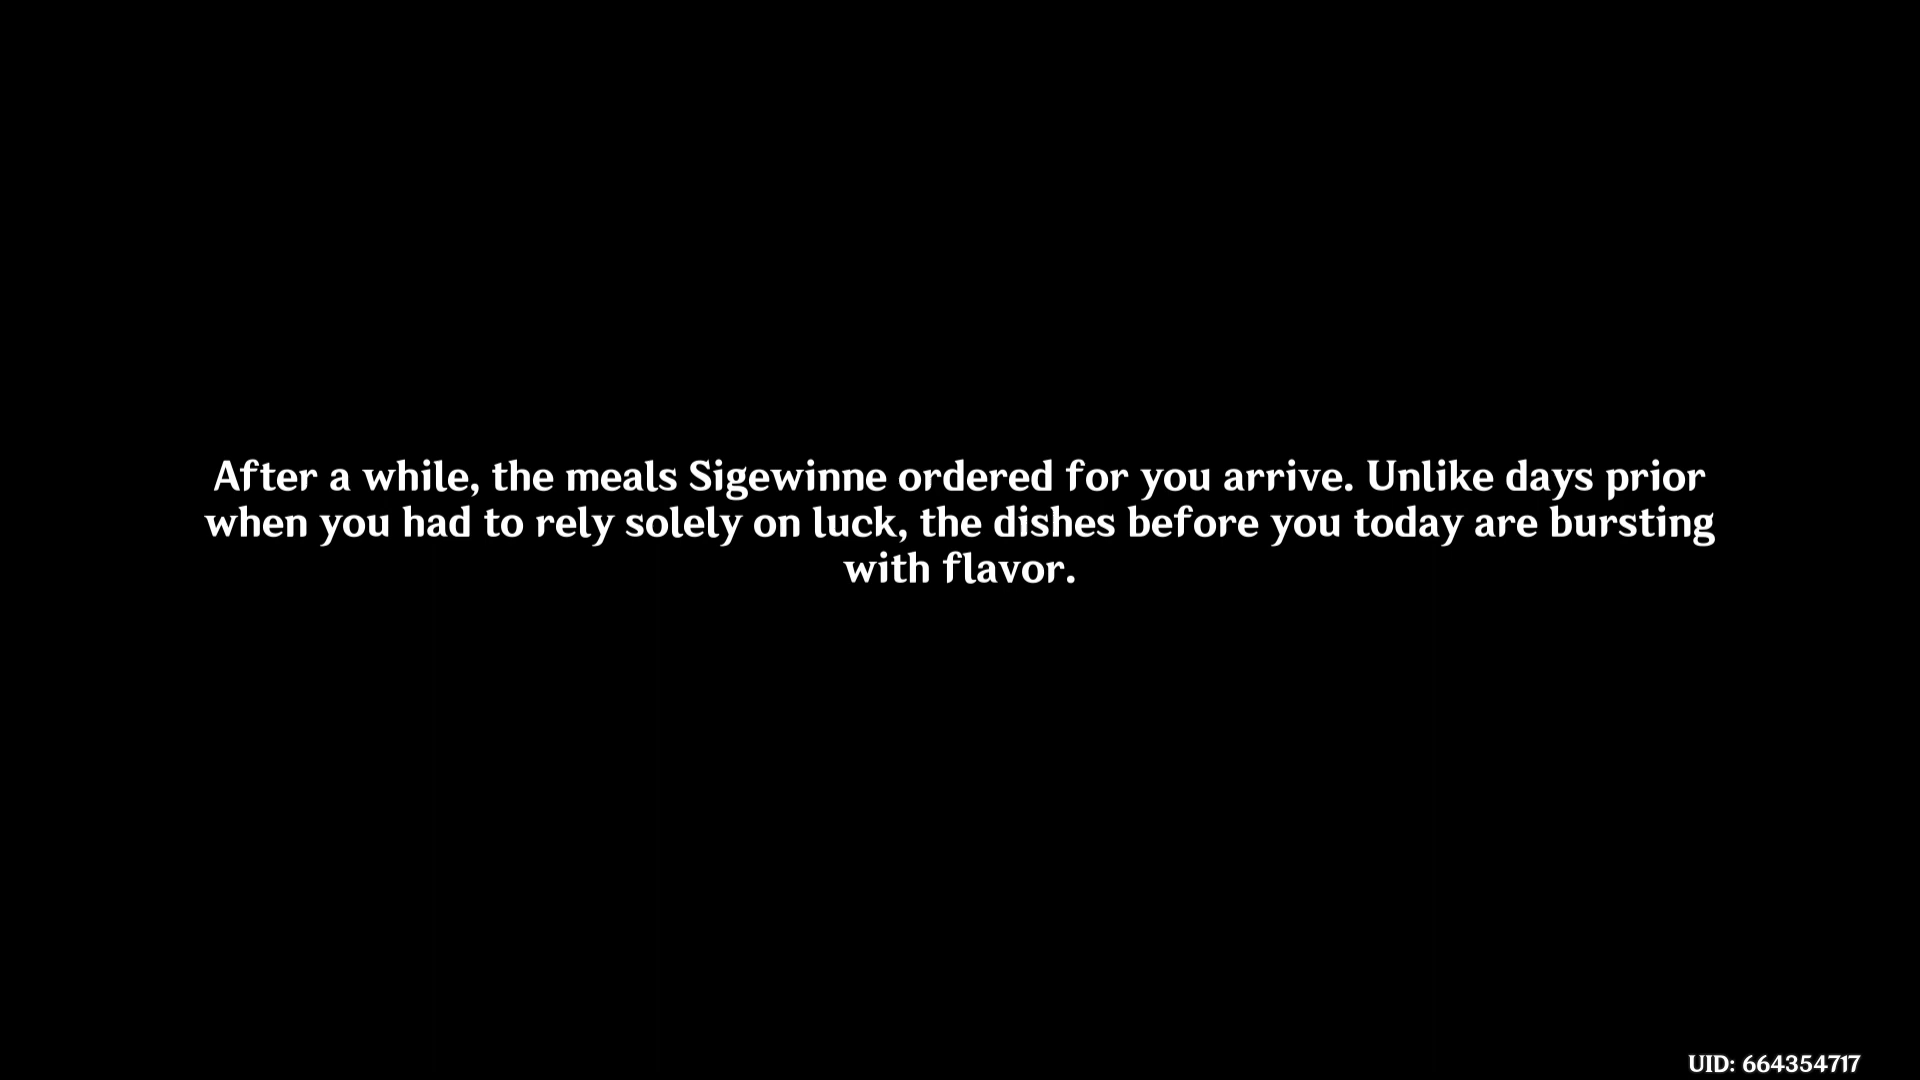 After a while, the meals Sigewinne ordered for you arrive. Unlike days prior
when you had to rely solely on luck, the dishes before you today are bursting
with flavor.
UID: 664354717